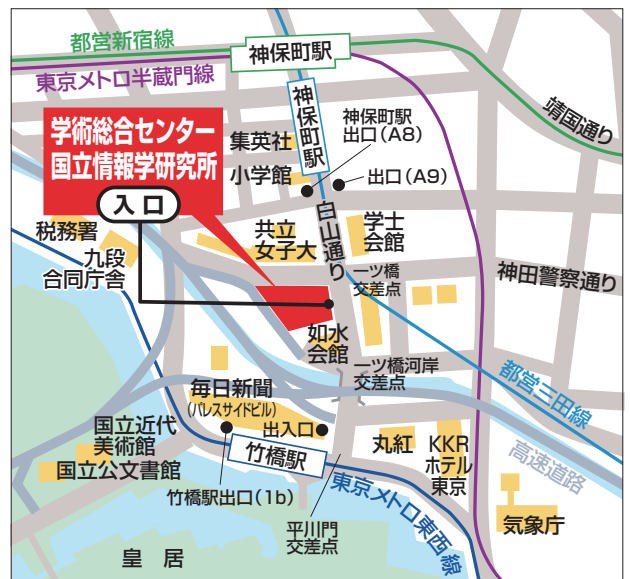 都営新宿線
神保町駅
東京メトロ半蔵門線
靖国通り
神保町駅
神保町駅
出口(A8)
出口(A9)
学術総合センター
国立情報学研究所
入口
集英社
小学館
白山通り
税務署
九段
合同庁舎
共立
女子大
学士
会館
一ツ橋
交差点
神田警察通り
如水
会館
一ツ橋河岸
交差点
都営三田線
毎日新聞
(パレスサイドビル)
出入口
国立近代
美術館
国立公文書館
竹橋駅
丸紅
KKR
ホテル
東京
高速道路
竹橋駅出口(1b)
東京メトロ東西線
平川門
交差点
気象庁
皇居